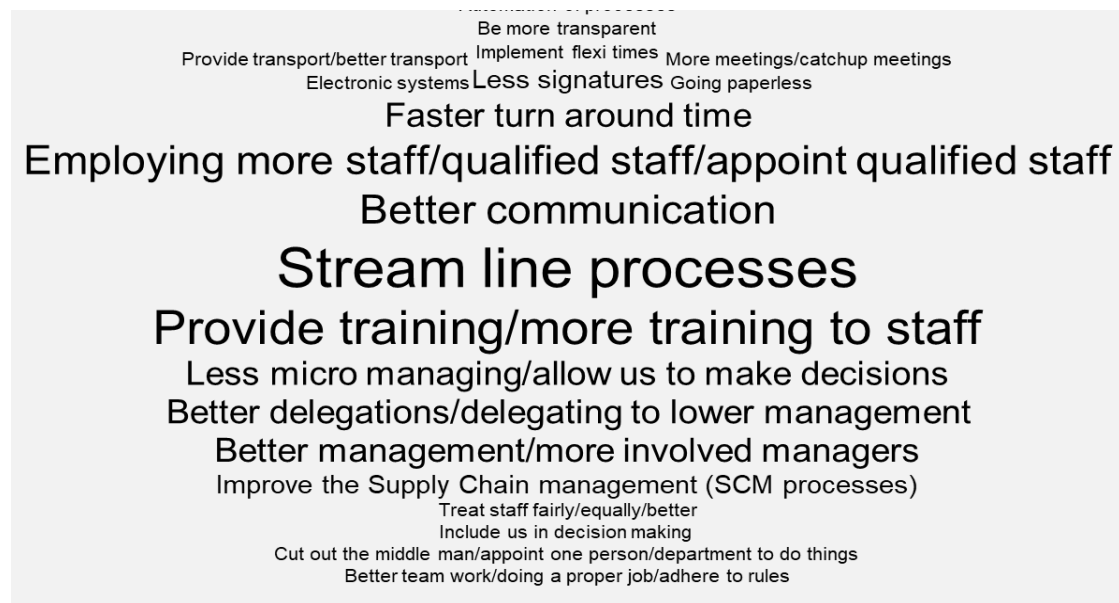 Be more transparent
Provide transport/better transport Implement flexi times More meetings/catchup meetings
Electronic systems Less signatures Going paperless
Faster turn around time
Employing more staff/qualified staff/appoint qualified staff
Better communication
Stream line processes
Provide training/more training to staff
Less micro managing/allow us to make decisions
Better delegations/delegating to lower management
Better management/more involved managers
Improve the Supply Chain management (SCM processes)
Treat staff fairly/equally/better
Include us in decision making
Cut out the middle man/appoint one person/department to do things
Better team work/doing a proper job/adhere to rules